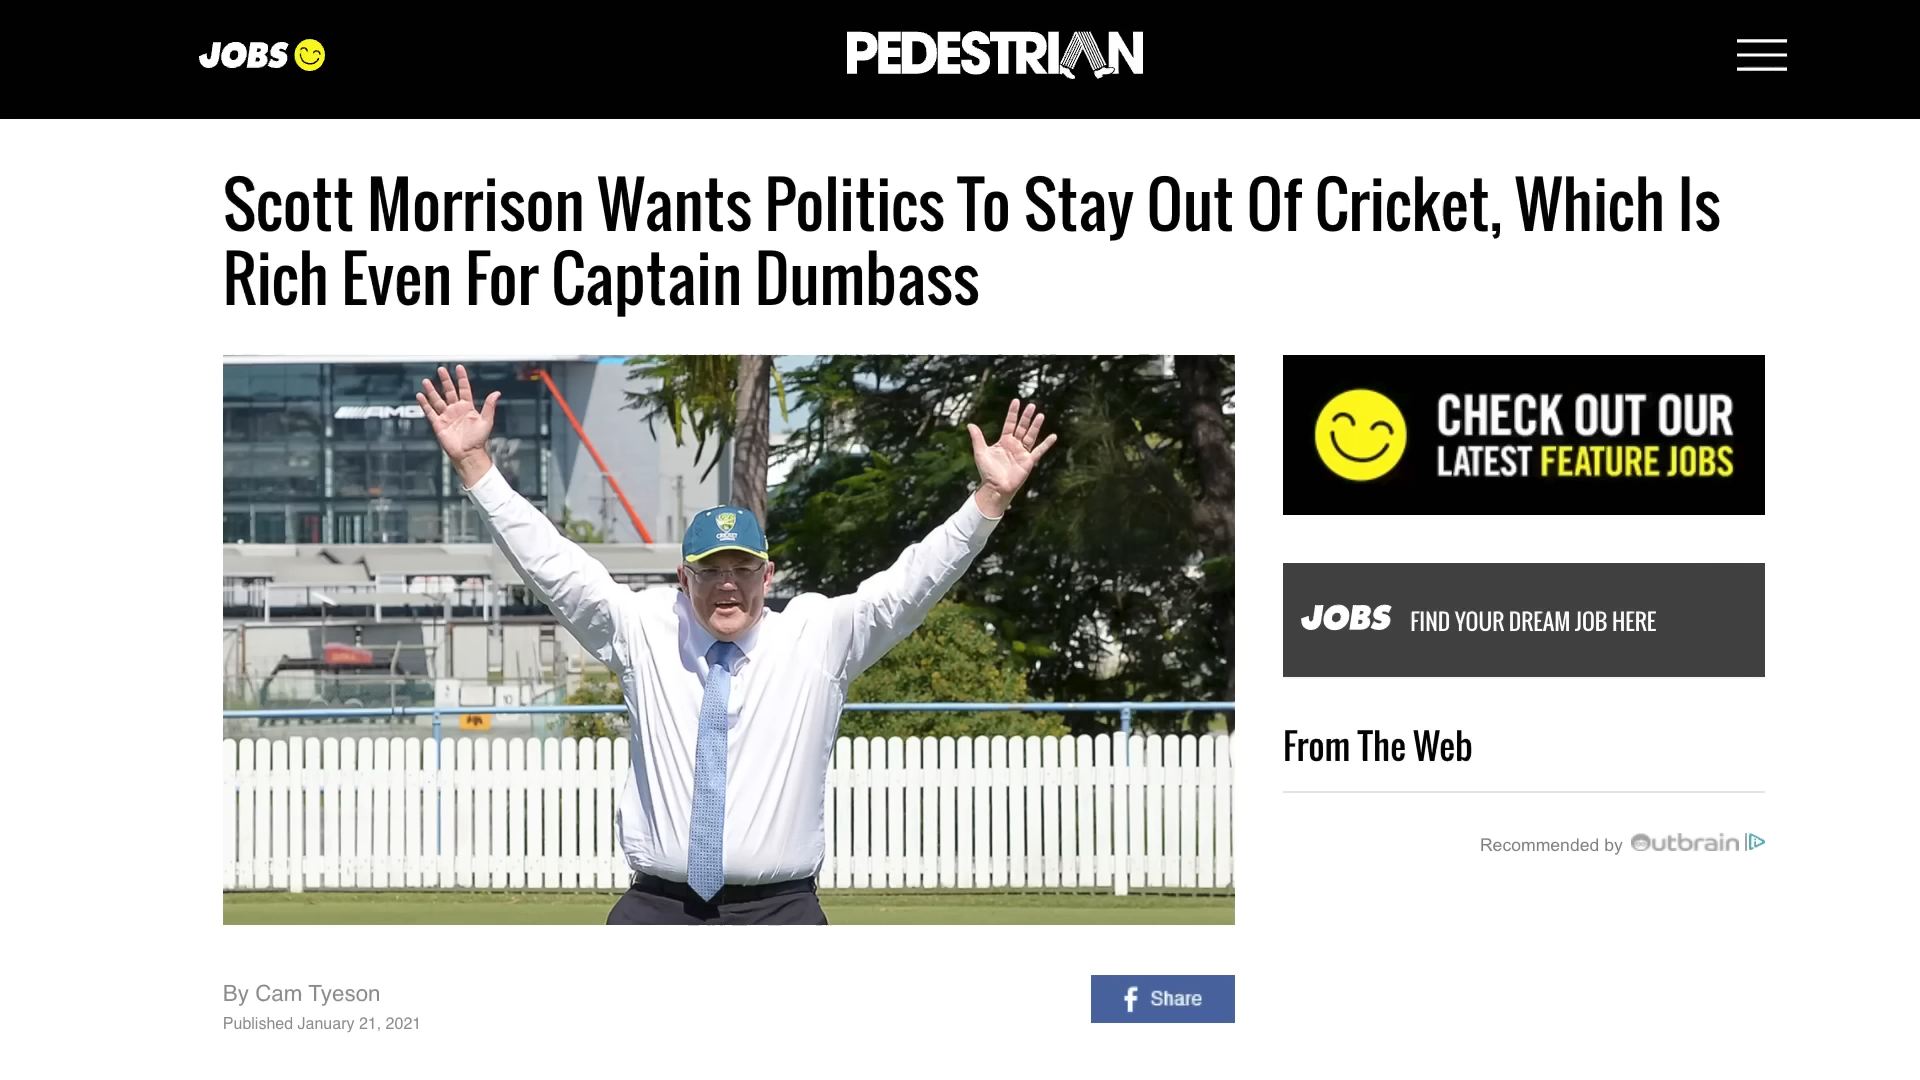 JOBS
PEDESTRIAN
Scott Morrison Wants Politics To Stay Out Of Cricket, Which Is
Rich Even For Captain Dumbass
AMG
CRICKET
CHECK OUT OUR
LATEST FEATURE JOBS
JOBS FIND YOUR DREAM JOB HERE
From The Web
Recommended by Outbrain
By Cam Tyeson
Published January 21, 2021
Share